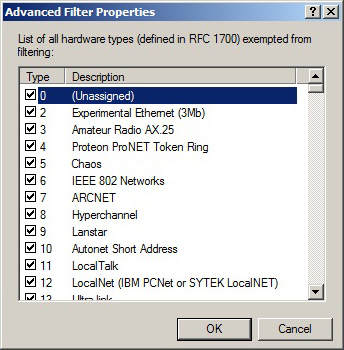 Advanced Filter Properties
List of all hardware types (defined in RFC 1700) exempted from
filtering:
Type Description
0 (Unassigned)
2 Experimental Ethernet (3Mb)
3 Amateur Radio AX.25
4 Proteon ProNET Token Ring
5 Chaos
6 IEEE 802 Networks
7 ARCNET
8 Hyperchannel
9 Lanstar
10 Autonet Short Address
11 LocalTalk
12 LocalNet (IBM PCNet or SYTEK LocalNET)
13 Ultra link
OK Cancel